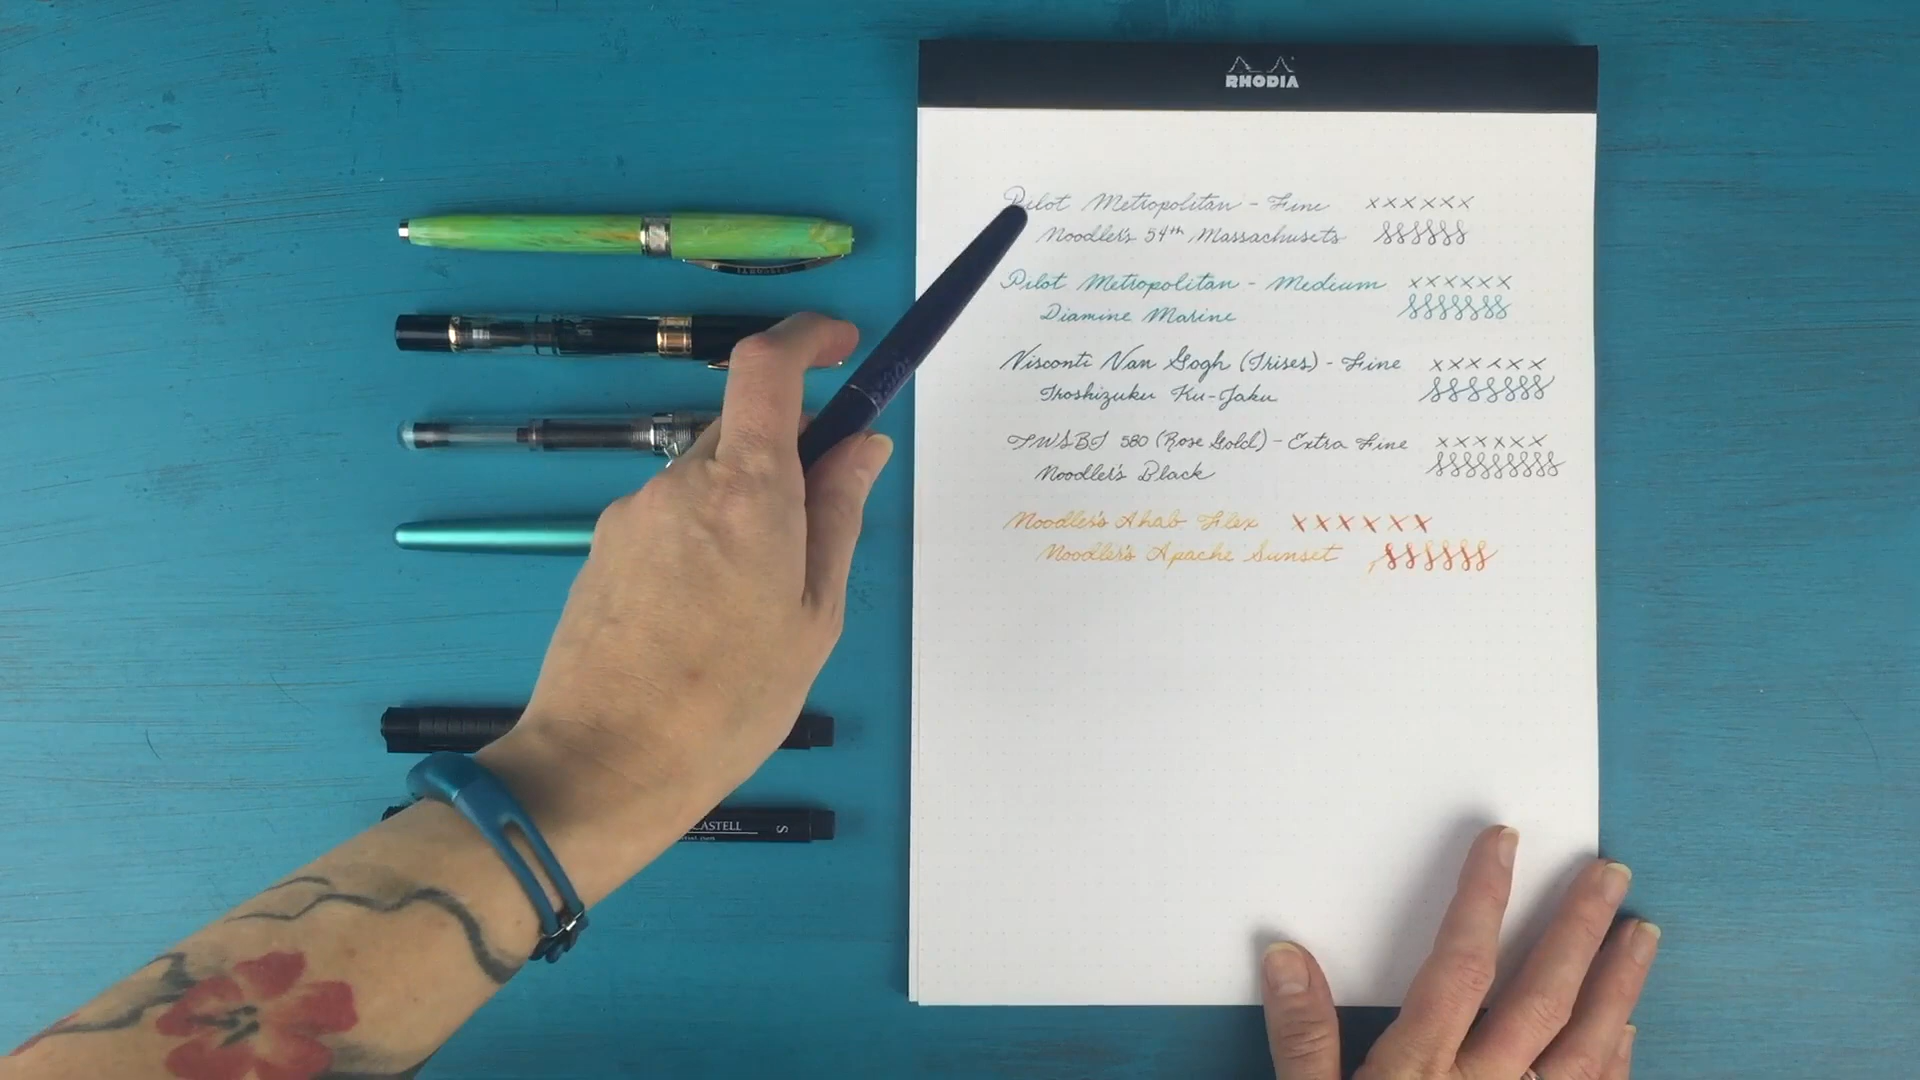 RHODIA
Pilot Metropolitan - Fine xxxxxx
Noodler's 54th Massachusets
Pilot Metropolitan - Medium xxxxxx
Diamine Marine
Visconti Van Gogh (Irises) - Fine xxxxxx
Iroshizuku Ku-Jaku
TWSBI 580 (Rose Gold) - Extra Fine xxxxxx
Noodler's Black
Noodler's Ahab Flex xxxxxx
Noodler's Apache Sunset
VISCONTI
CASTELL S